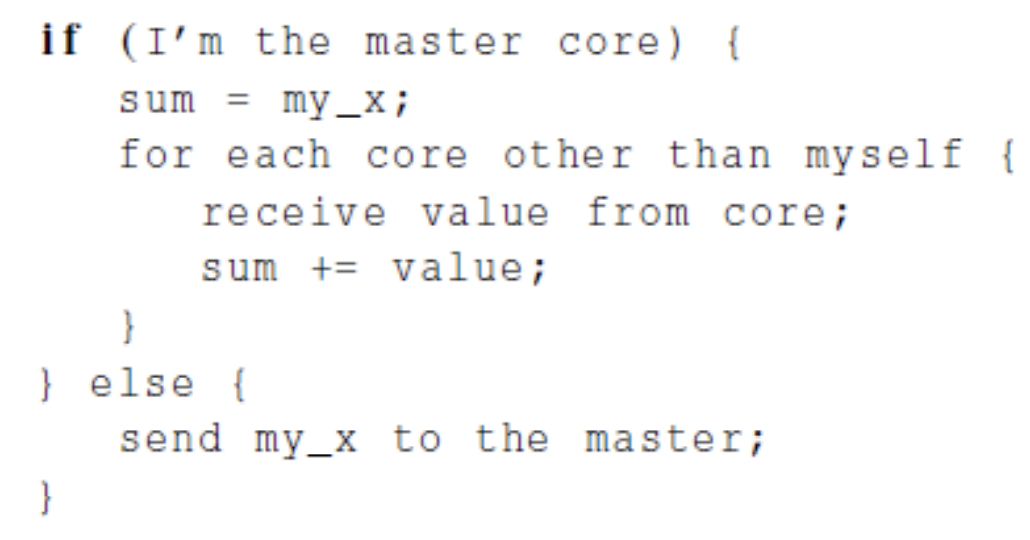 if (I'm the master core) {
sum = my_x;
for each core other than myself {
receive value from core;
sum += value;
}
} else {
send my_x to the master;
}